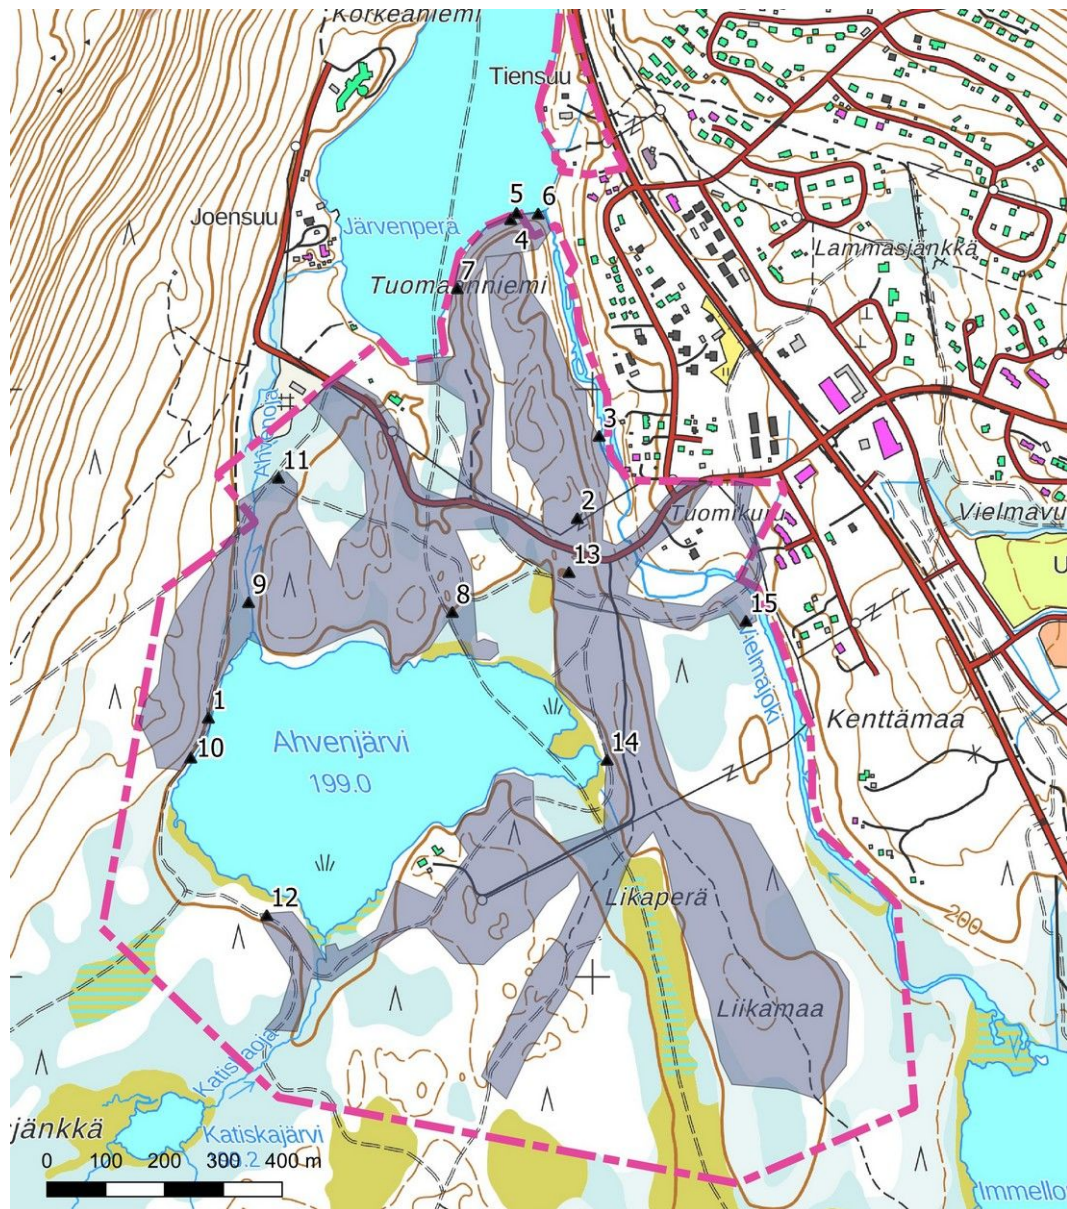 Korkeaniemi
Tiensuu
Joensuu
Järvenperä
Lammasjänkkä
5
6
4
7
Tuomaanniemi
3
Ahvenoja
11
2
Tuomikuru
Vielmavu
U
13
9
8
15
Vielmajoki
1
Kenttämaa
10
Ahvenjärvi
199.0
14
12
Likaperä
200
Liikamaa
Katiskaoja
jänkkä
Katiskajärvi
0 100 200 300 400 m
Immello